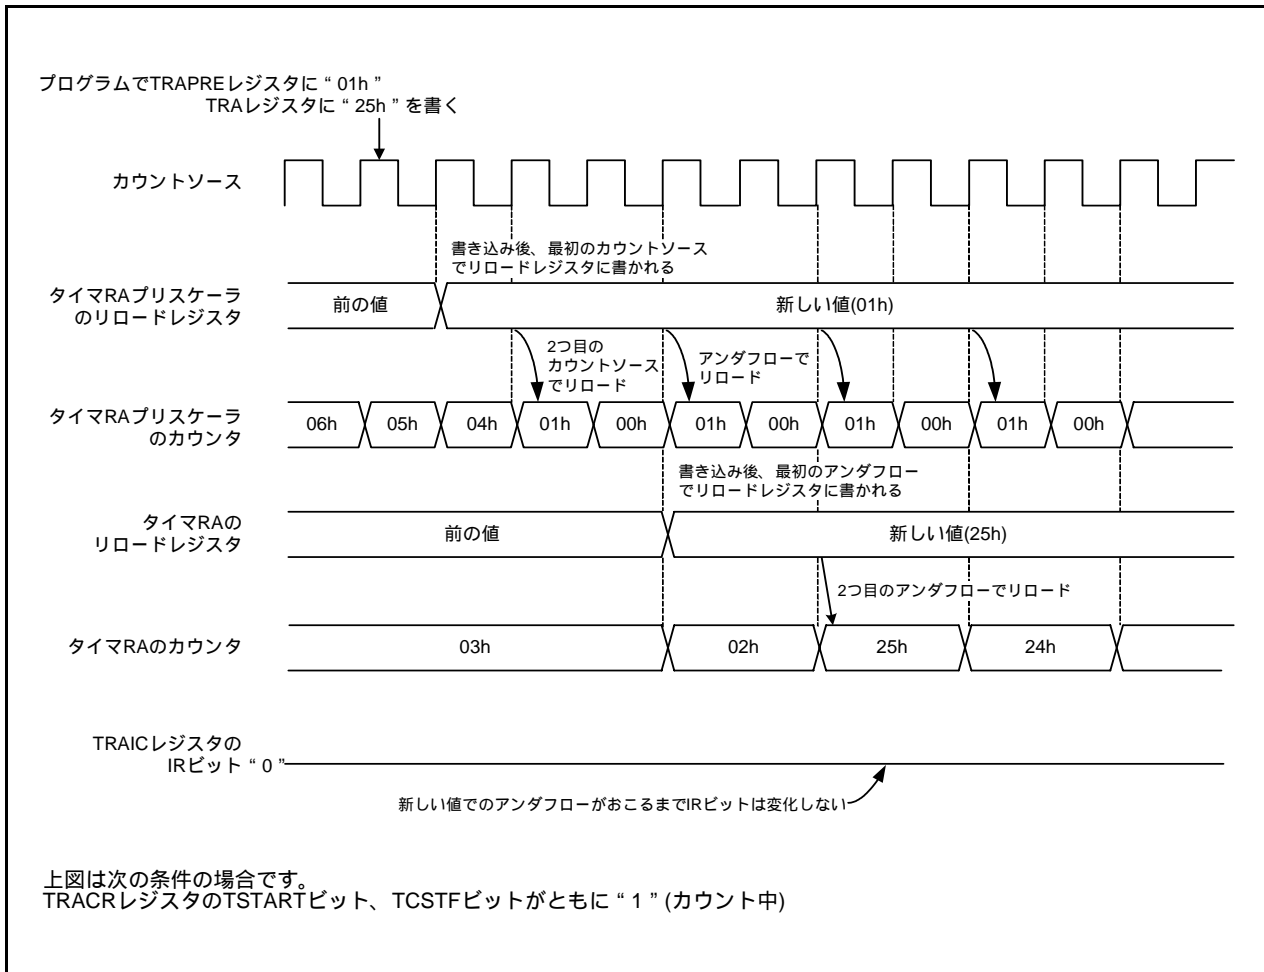 プログラムでTRAPREレジスタに“01h”
TRAレジスタに“25h”を書く
カウントソース
書き込み後、最初のカウントソース
でリロードレジスタに書かれる
タイマRAプリスケーラ
のリロードレジスタ
前の値
新しい値(01h)
2つ目の
カウントソース
でリロード
アンダフローで
リロード
タイマRAプリスケーラ
のカウンタ
06h 05h 04h 01h 00h 01h 00h 01h 00h 01h 00h
書き込み後、最初のアンダフロー
でリロードレジスタに書かれる
タイマRAの
リロードレジスタ
前の値
新しい値(25h)
2つ目のアンダフローでリロード
タイマRAのカウンタ
03h 02h 25h 24h
TRAICレジスタの
IRビット“0”
新しい値でのアンダフローがおこるまでIRビットは変化しない
上図は次の条件の場合です。
TRACRレジスタのTSTARTビット、TCSTFビットがともに“1”(カウント中)